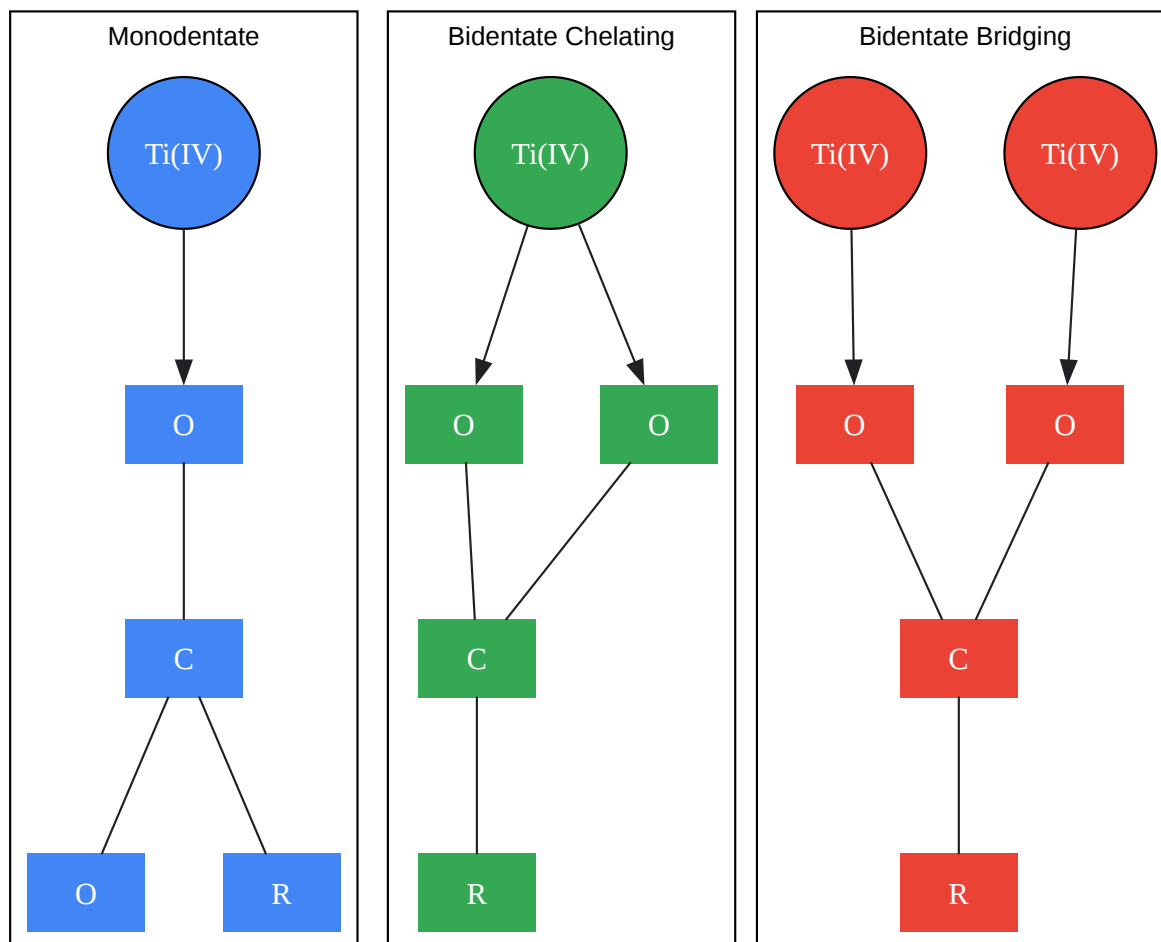 Monodentate
Ti(IV)
O
C
O R
Bidentate Chelating
Ti(IV)
O O
C
R
Bidentate Bridging
Ti(IV) Ti(IV)
O O
C
R